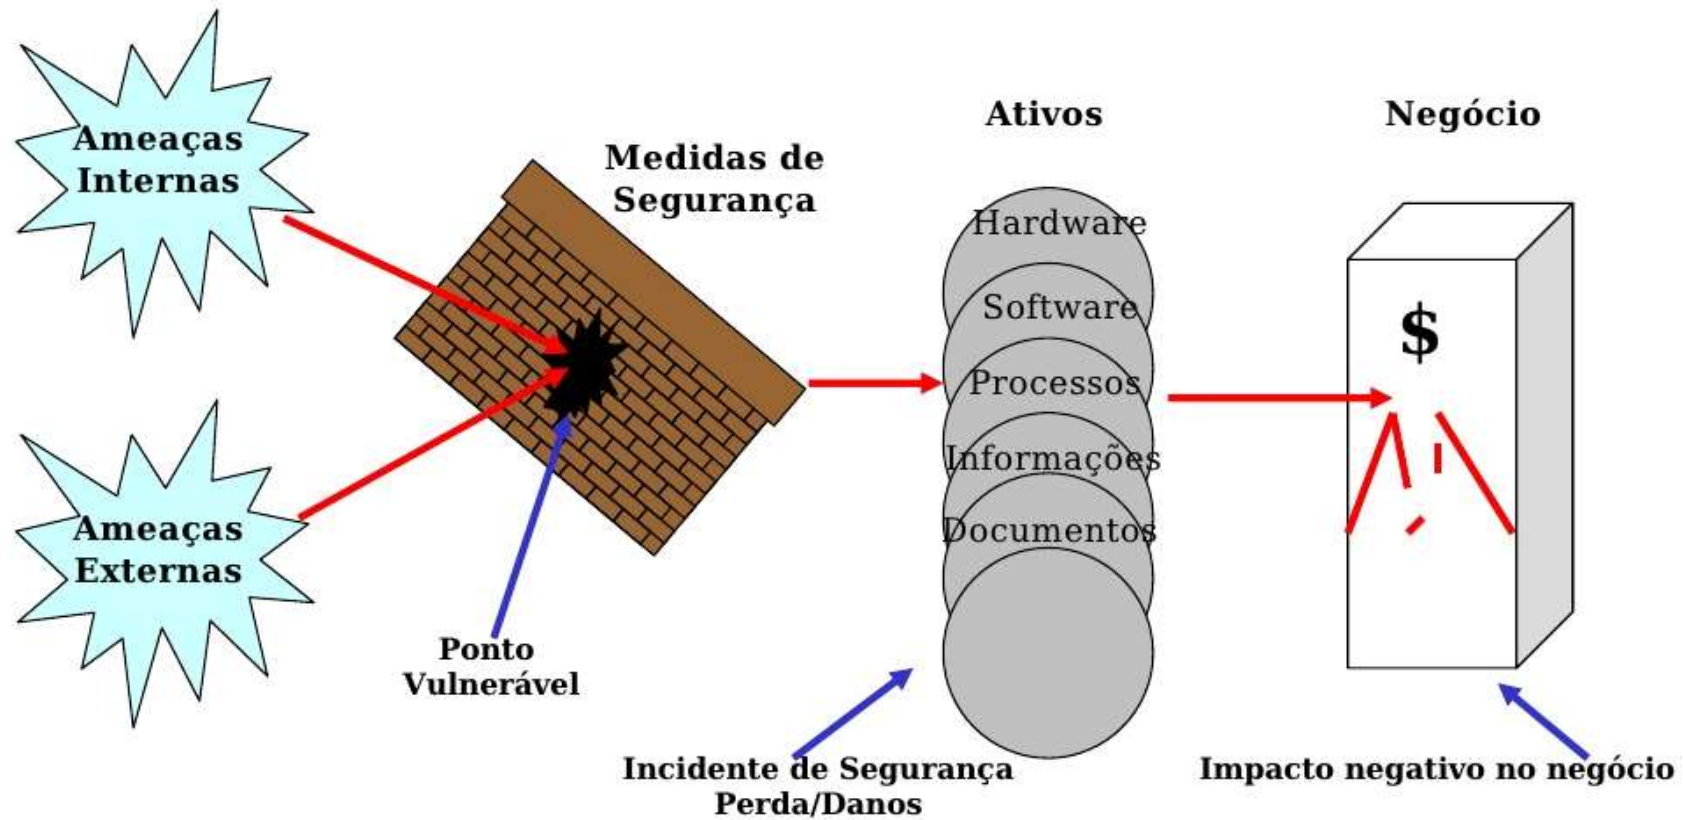 Ameaças
Internas
Medidas de
Segurança
Ativos
Negócio
Hardware
Software
Processos
Informações
Documentos
$
Ameaças
Externas
Ponto
Vulnerável
Incidente de Segurança
Perda/Danos
Impacto negativo no negócio